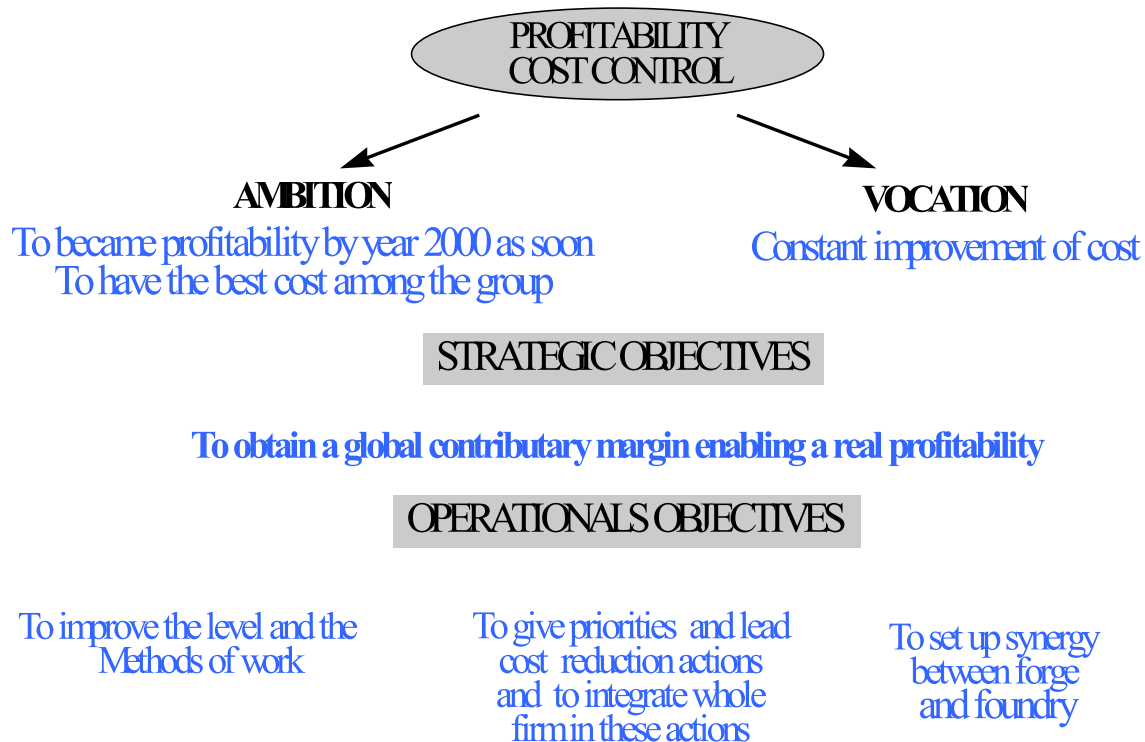 PROFITABILITY
COST CONTROL
AMBITION
To became profitability by year 2000 as soon
To have the best cost among the group
VOCATION
Constant improvement of cost
STRATEGIC OBJECTIVES
To obtain a global contributary margin enabling a real profitability
OPERATIONALS OBJECTIVES
To improve the level and the
Methods of work
To give priorities and lead
cost reduction actions
and to integrate whole
firm in these actions
To set up synergy
between forge
and foundry